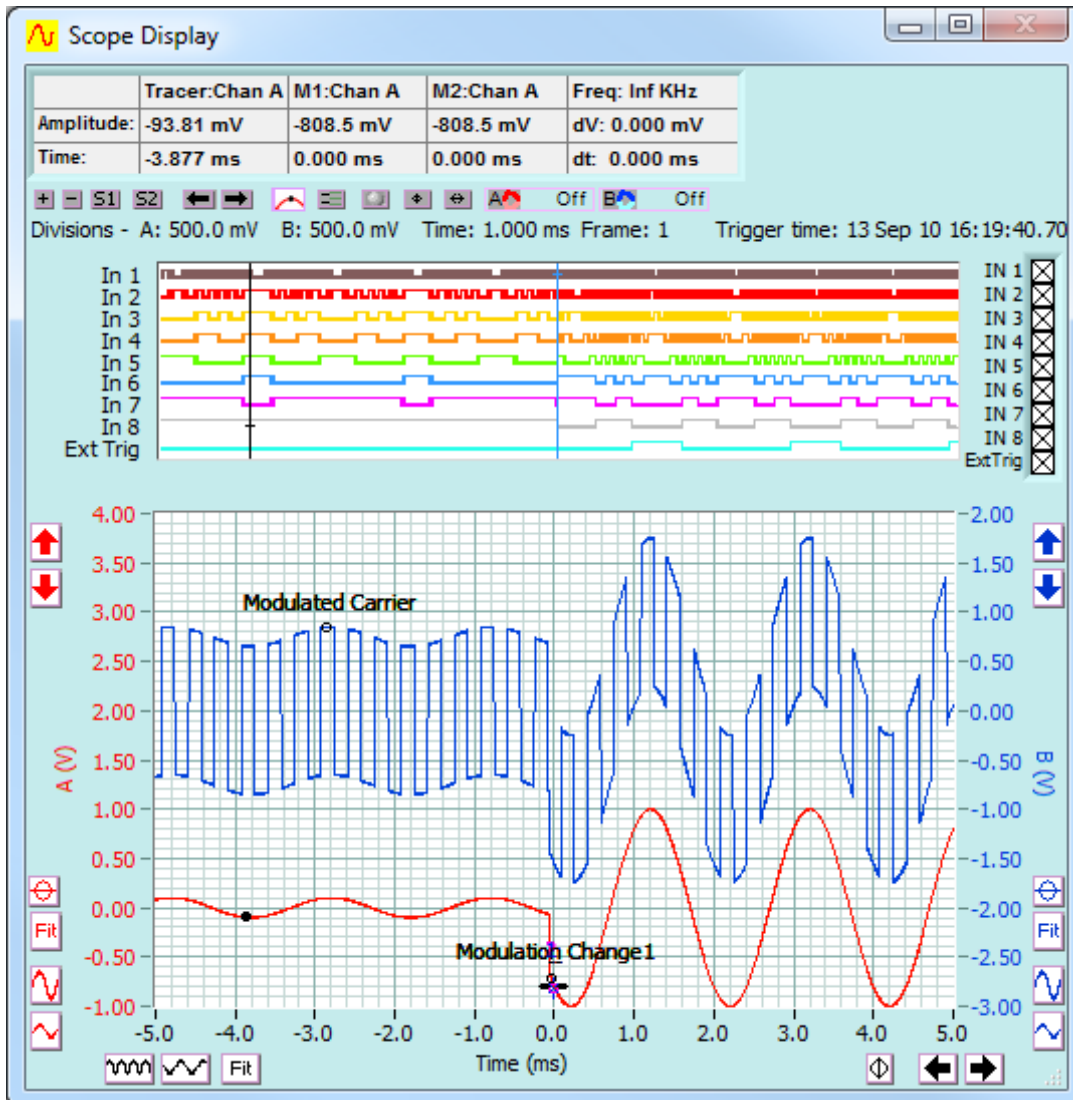 Scope Display
Tracer:Chan A M1:Chan A M2:Chan A Freq: Inf KHz
Amplitude: -93.81 mV -808.5 mV -808.5 mV dV: 0.000 mV
Time: -3.877 ms 0.000 ms 0.000 ms dt: 0.000 ms
+ - S1 S2 A Off B Off
Divisions - A: 500.0 mV B: 500.0 mV Time: 1.000 ms Frame: 1 Trigger time: 13 Sep 10 16:19:40.70
In 1 IN 1
In 2 IN 2
In 3 IN 3
In 4 IN 4
In 5 IN 5
In 6 IN 6
In 7 IN 7
In 8 IN 8
Ext Trig ExtTrig
4.00 2.00
3.50 1.50
Modulated Carrier
3.00 1.00
2.50 0.50
2.00 0.00
A (V) B (V)
1.50 -0.50
1.00 -1.00
0.50 -1.50
0.00 -2.00
Fit Fit
Modulation Change1
-0.50 -2.50
-1.00 -3.00
-5.0 -4.0 -3.0 -2.0 -1.0 0.0 1.0 2.0 3.0 4.0 5.0
Fit Time (ms)